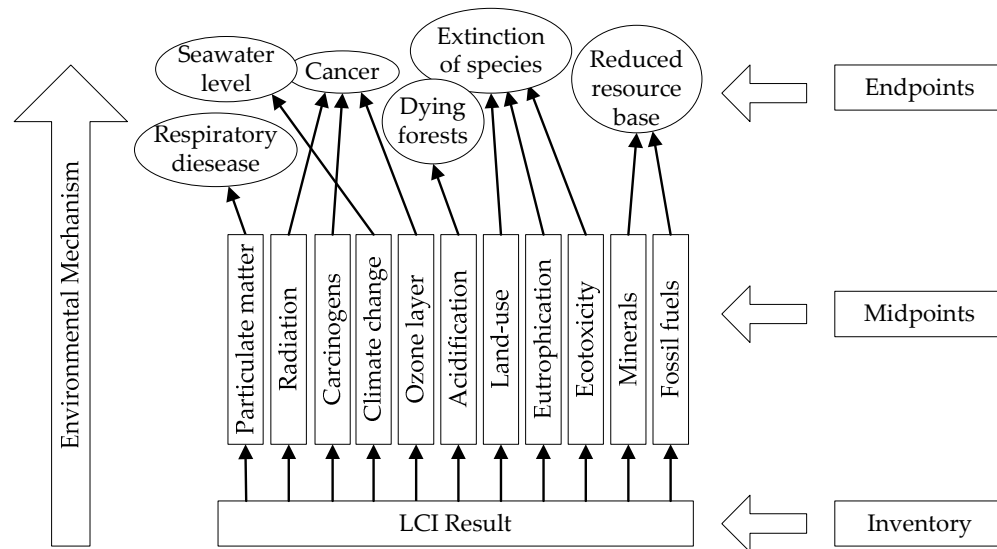 Seawater
level
Cancer
Extinction
of species
Reduced
resource
base
Endpoints
Respiratory
diesease
Dying
forests
Environmental Mechanism
Particulate matter
Radiation
Carcinogens
Climate change
Ozone layer
Acidification
Land-use
Eutrophication
Ecotoxicity
Minerals
Fossil fuels
Midpoints
LCI Result
Inventory